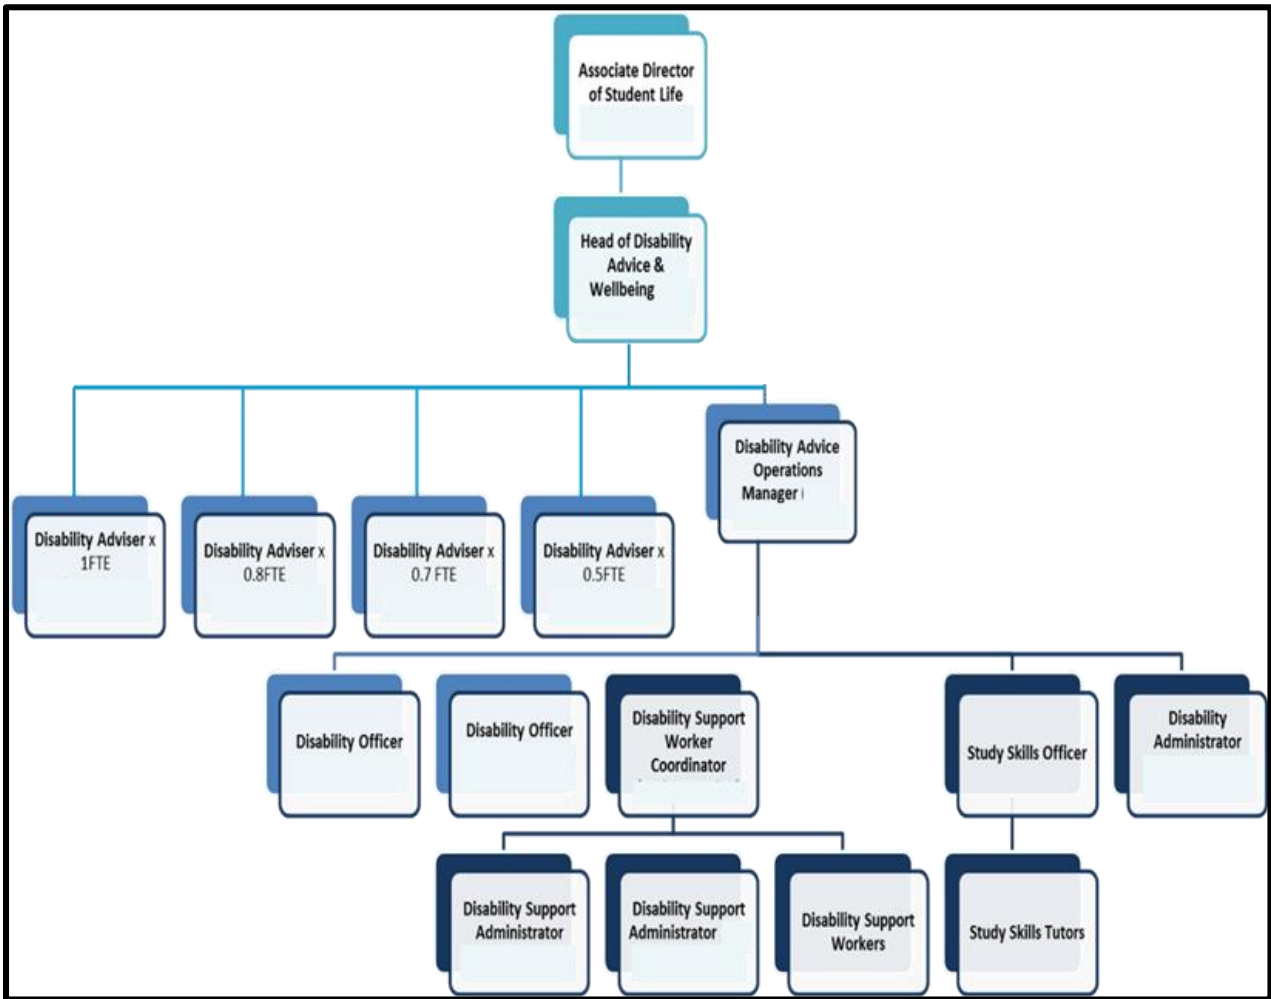 Associate Director
of Student Life
Head of Disability
Advice &
Wellbeing
Disability Advice
Operations
Manager
Disability Adviser x
1FTE
Disability Adviser x
0.8FTE
Disability Adviser x
0.7 FTE
Disability Adviser x
0.5FTE
Disability Officer
Disability Officer
Disability Support
Worker
Coordinator
Study Skills Officer
Disability
Administrator
Disability Support
Administrator
Disability Support
Administrator
Disability Support
Workers
Study Skills Tutors